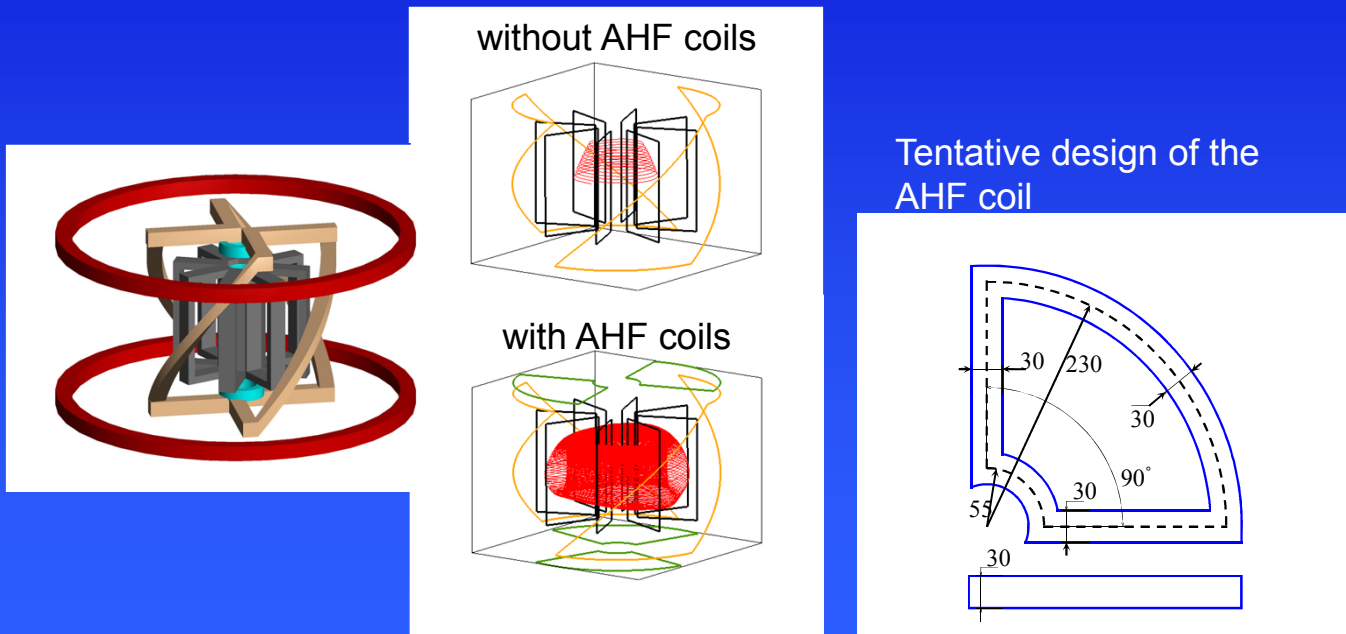 without AHF coils
with AHF coils
Tentative design of the
AHF coil
30
230
30
90°
30
55
30